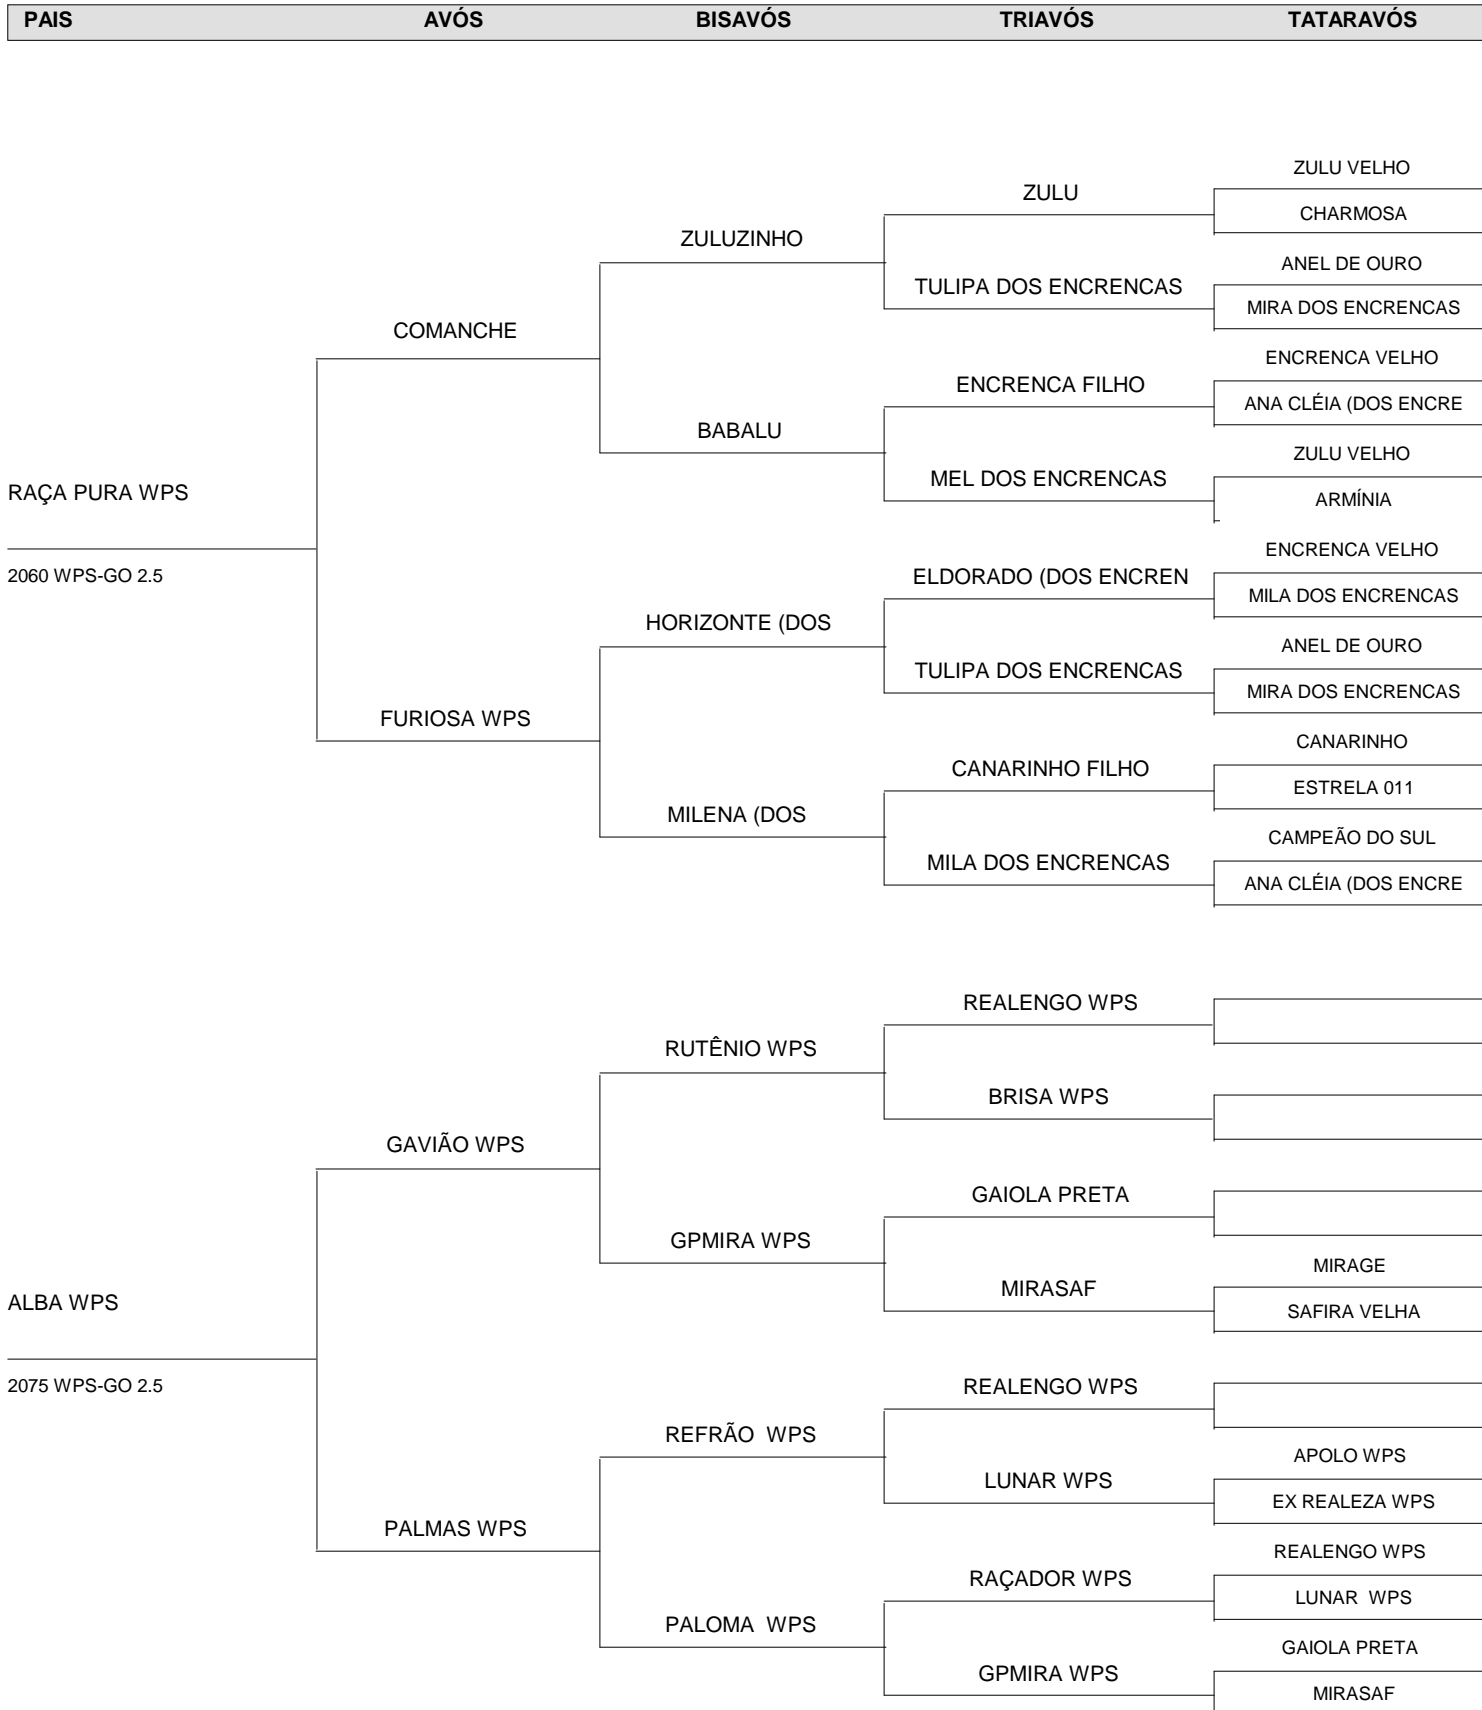 PAIS AVÓS BISAVÓS TRIAVÓS TATARAVÓS
ZULU VELHO
ZULU
CHARMOSA
ZULUZINHO
ANEL DE OURO
TULIPA DOS ENCRENCAS
MIRA DOS ENCRENCAS
COMANCHE
ENCRENCA VELHO
ENCRENCA FILHO
ANA CLÉIA (DOS ENCRE
BABALU
ZULU VELHO
MEL DOS ENCRENCAS
RAÇA PURA WPS
ARMÍNIA
ENCRENCA VELHO
2060 WPS-GO 2.5
ELDORADO (DOS ENCREN
MILA DOS ENCRENCAS
HORIZONTE (DOS
ANEL DE OURO
TULIPA DOS ENCRENCAS
MIRA DOS ENCRENCAS
FURIOSA WPS
CANARINHO
CANARINHO FILHO
ESTRELA 011
MILENA (DOS
CAMPEÃO DO SUL
MILA DOS ENCRENCAS
ANA CLÉIA (DOS ENCRE
REALENGO WPS
RUTÊNIO WPS
BRISA WPS
GAVIÃO WPS
GAIOLA PRETA
GPMIRA WPS
MIRAGE
MIRASAF
ALBA WPS
SAFIRA VELHA
2075 WPS-GO 2.5
REALENGO WPS
REFRÃO  WPS
APOLO WPS
LUNAR WPS
EX REALEZA WPS
PALMAS WPS
REALENGO WPS
RAÇADOR WPS
LUNAR  WPS
PALOMA  WPS
GAIOLA PRETA
GPMIRA WPS
MIRASAF